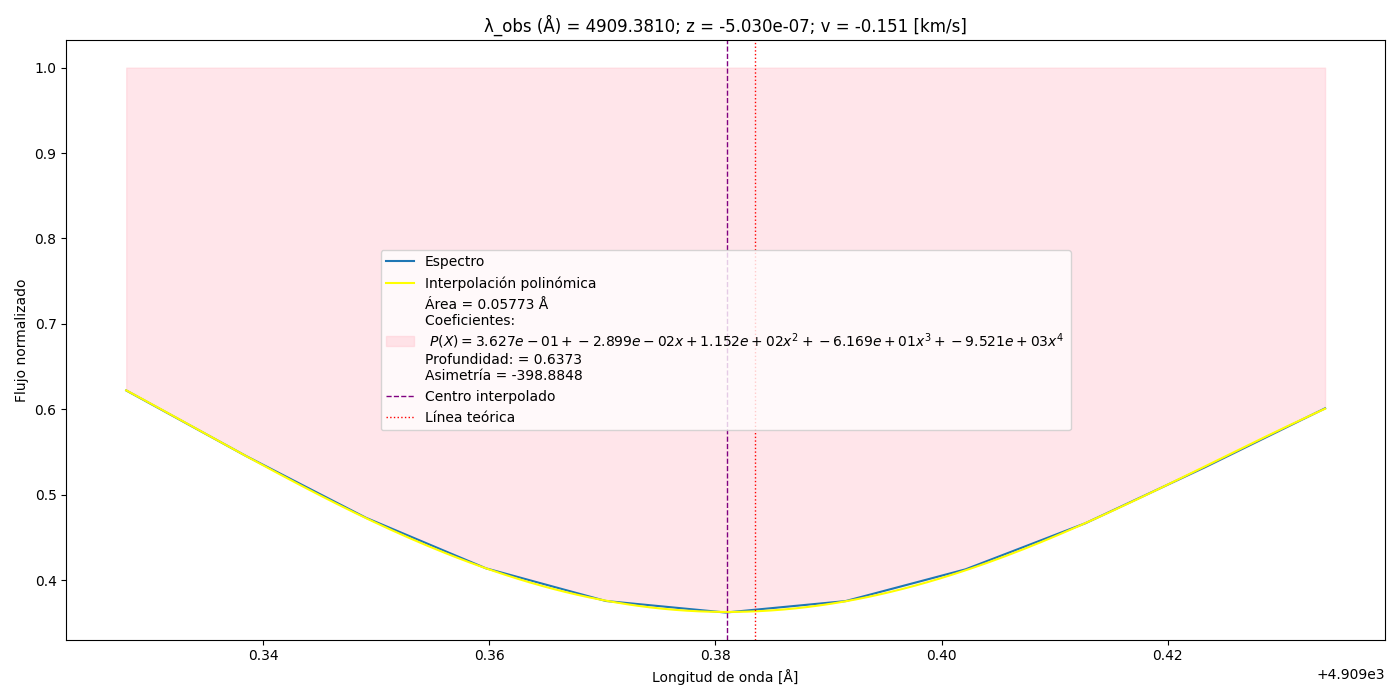 λ_obs (Å) = 4909.3810; z = -5.030e-07; v = -0.151 [km/s]
1.0
0.9
0.8
0.7
0.6
0.5
0.4
Flujo normalizado
Espectro
Interpolación polinómica
Área = 0.05773 Å
Coeficientes:
P(X) = 3.627e − 01 + −2.899e − 02x + 1.152e + 02x² + −6.169e + 01x³ + −9.521e + 03x⁴
Profundidad: = 0.6373
Asimetría = -398.8848
Centro interpolado
Línea teórica
0.34 0.36 0.38 0.40 0.42
Longitud de onda [Å]
+4.909e3